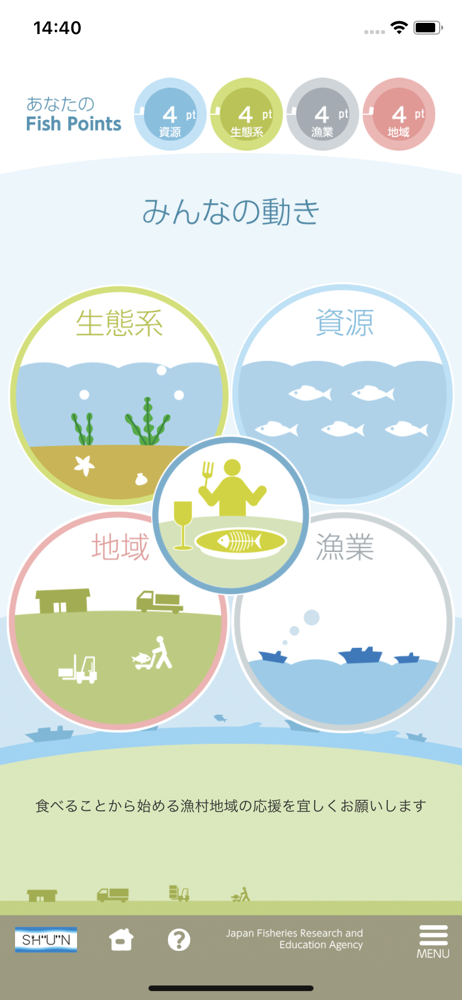 14:40
あなたの
Fish Points
4 pt
資源
4 pt
生態系
4 pt
漁業
4 pt
地域
みんなの動き
生態系
資源
地域
漁業
食べることから始める漁村地域の応援を宜しくお願いします
SH"U"N
?
Japan Fisheries Research and
Education Agency
MENU